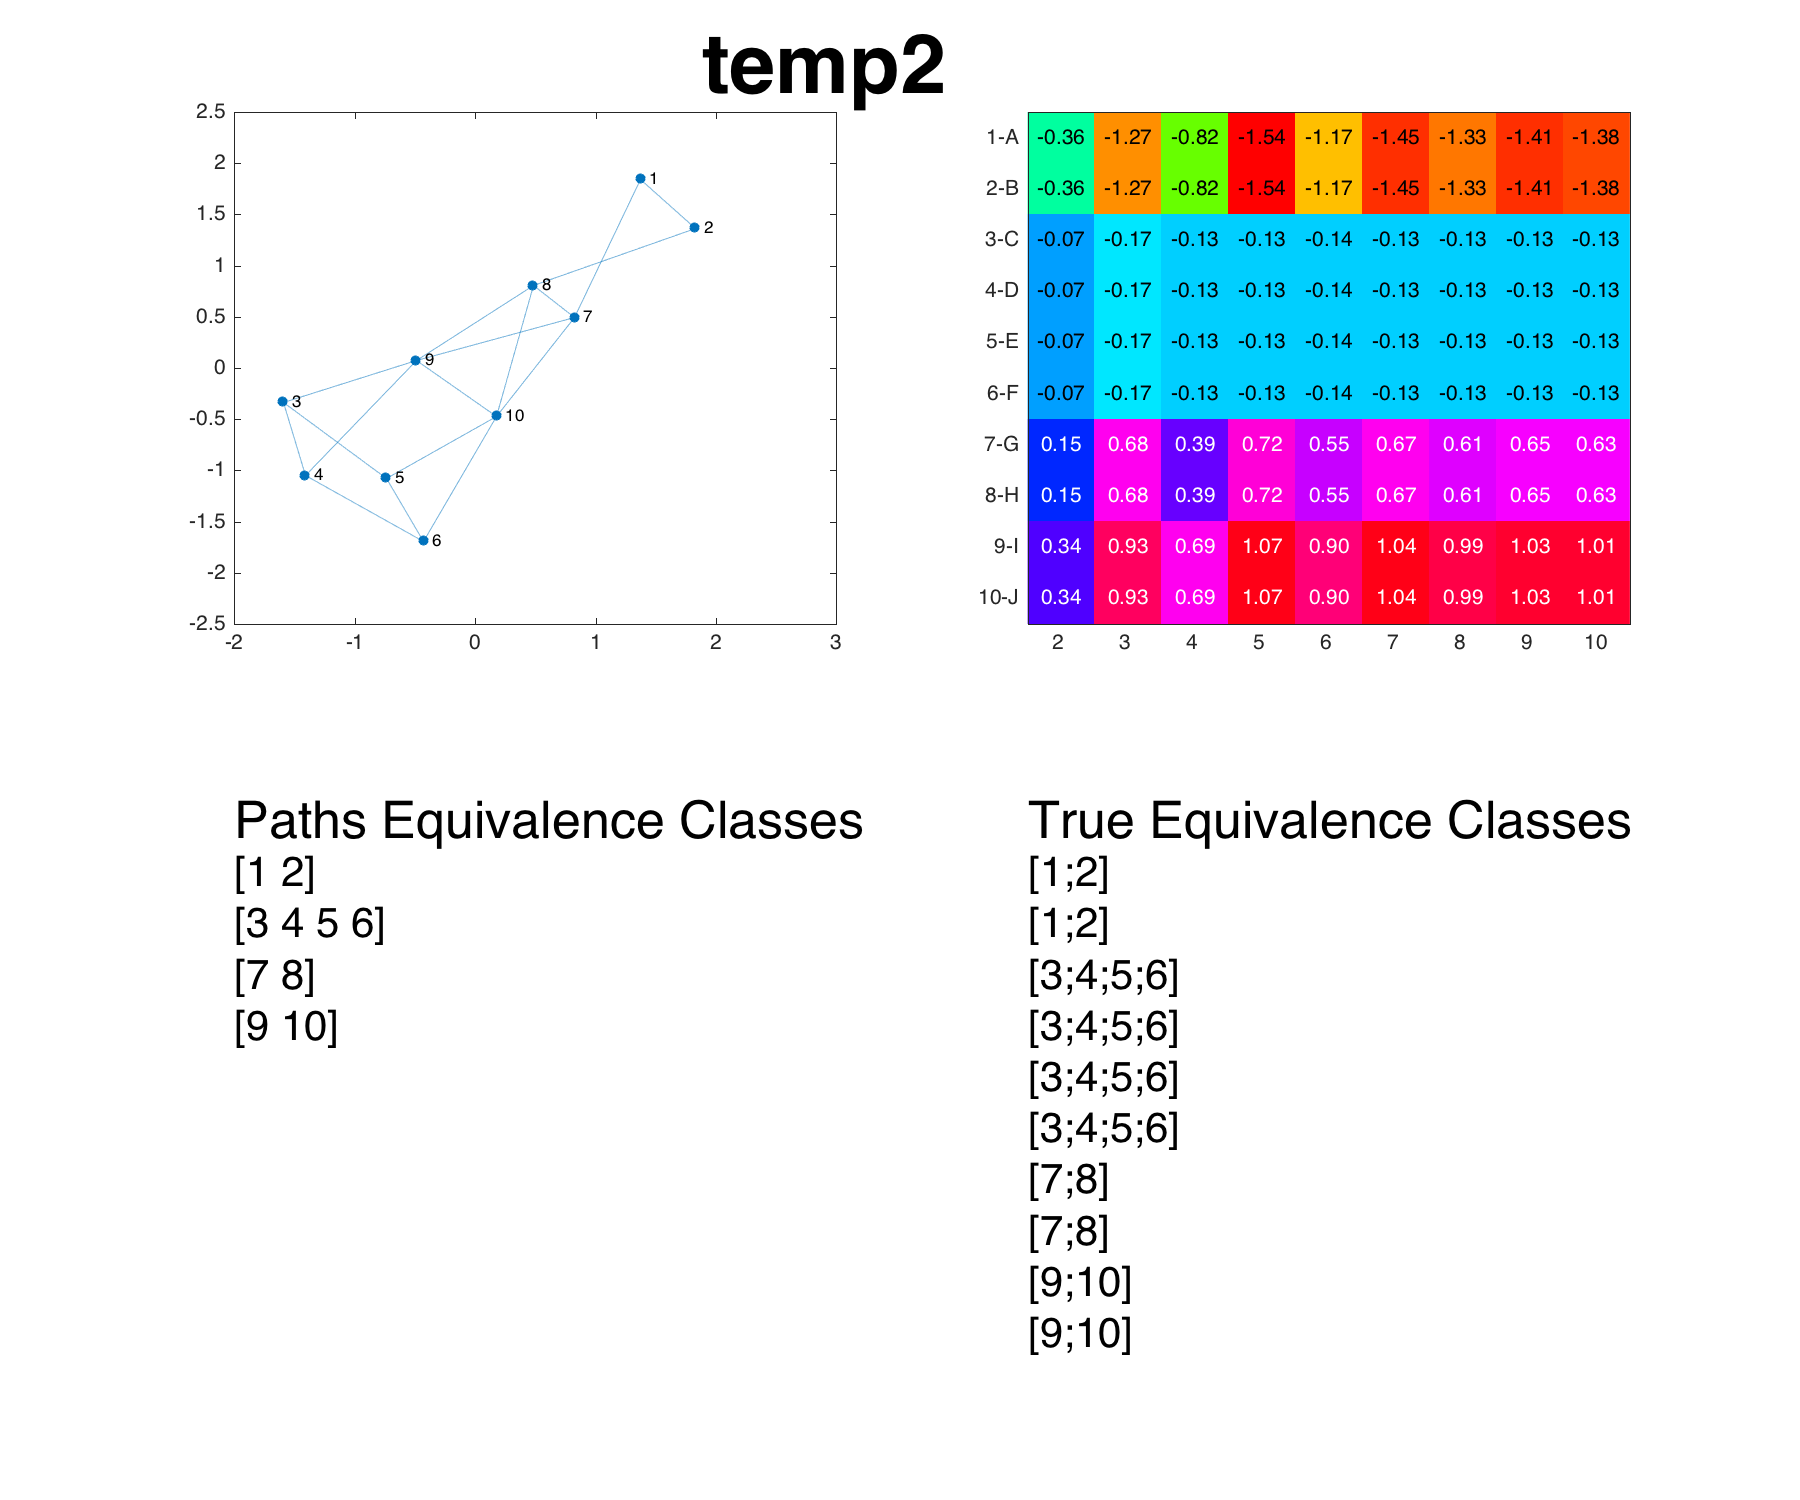 temp2
2.5
2
1.5
1
0.5
0
-0.5
-1
-1.5
-2
-2.5
-2 -1 0 1 2 3
1
2
8
7
9
3
10
4
5
6
1-A -0.36 -1.27 -0.82 -1.54 -1.17 -1.45 -1.33 -1.41 -1.38
2-B -0.36 -1.27 -0.82 -1.54 -1.17 -1.45 -1.33 -1.41 -1.38
3-C -0.07 -0.17 -0.13 -0.13 -0.14 -0.13 -0.13 -0.13 -0.13
4-D -0.07 -0.17 -0.13 -0.13 -0.14 -0.13 -0.13 -0.13 -0.13
5-E -0.07 -0.17 -0.13 -0.13 -0.14 -0.13 -0.13 -0.13 -0.13
6-F -0.07 -0.17 -0.13 -0.13 -0.14 -0.13 -0.13 -0.13 -0.13
7-G 0.15 0.68 0.39 0.72 0.55 0.67 0.61 0.65 0.63
8-H 0.15 0.68 0.39 0.72 0.55 0.67 0.61 0.65 0.63
9-I 0.34 0.93 0.69 1.07 0.90 1.04 0.99 1.03 1.01
10-J 0.34 0.93 0.69 1.07 0.90 1.04 0.99 1.03 1.01
2 3 4 5 6 7 8 9 10
Paths Equivalence Classes
[1 2]
[3 4 5 6]
[7 8]
[9 10]
True Equivalence Classes
[1;2]
[1;2]
[3;4;5;6]
[3;4;5;6]
[3;4;5;6]
[3;4;5;6]
[7;8]
[7;8]
[9;10]
[9;10]